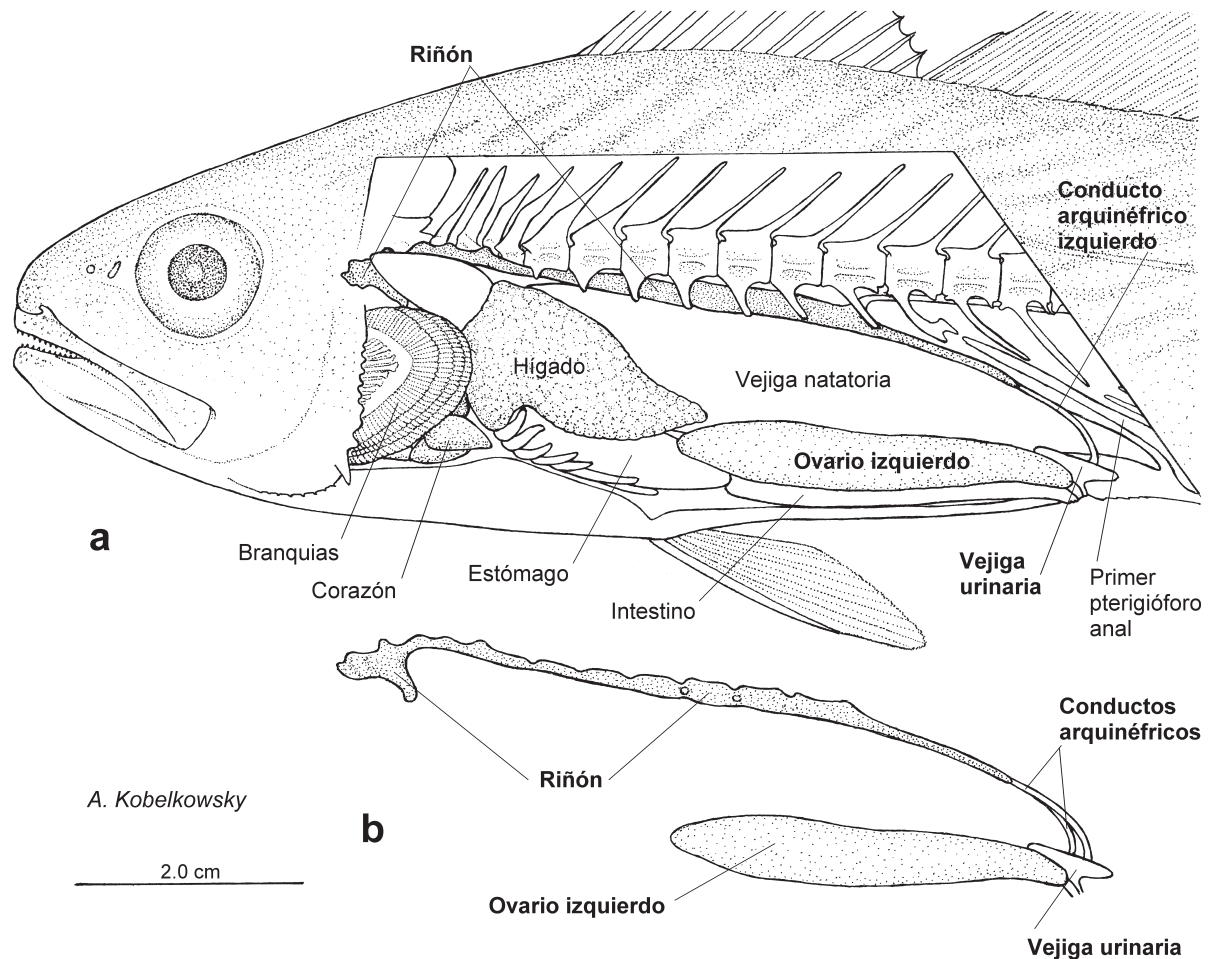 Riñón
Conducto
arquinéfrico
izquierdo
Hígado
Vejiga natatoria
Ovario izquierdo
a
Branquias
Corazón
Estómago
Intestino
Vejiga
urinaria
Primer
pterigióforo
anal
Conductos
arquinéfricos
Riñón
A. Kobelkowsky
b
2.0 cm
Ovario izquierdo
Vejiga urinaria